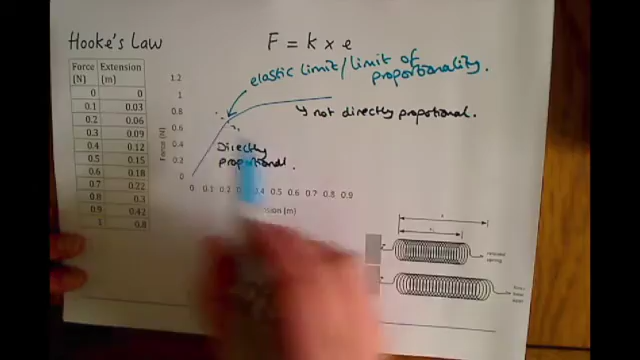 Hooke's Law
F = k x e
Force [N] Extension [m]
0 0
0.1 0.03
0.2 0.06
0.3 0.09
0.4 0.12
0.5 0.15
0.6 0.18
0.7 0.22
0.8 0.3
0.9 0.42
1 0.8
elastic limit/limit of
proportionality.
↳ not directly proportional.
Directly
proportional.
Force (N)
1.2
1
0.8
0.6
0.4
0.2
0
0 0.1 0.2 0.4 0.5 0.6 0.7 0.8 0.9
(m)